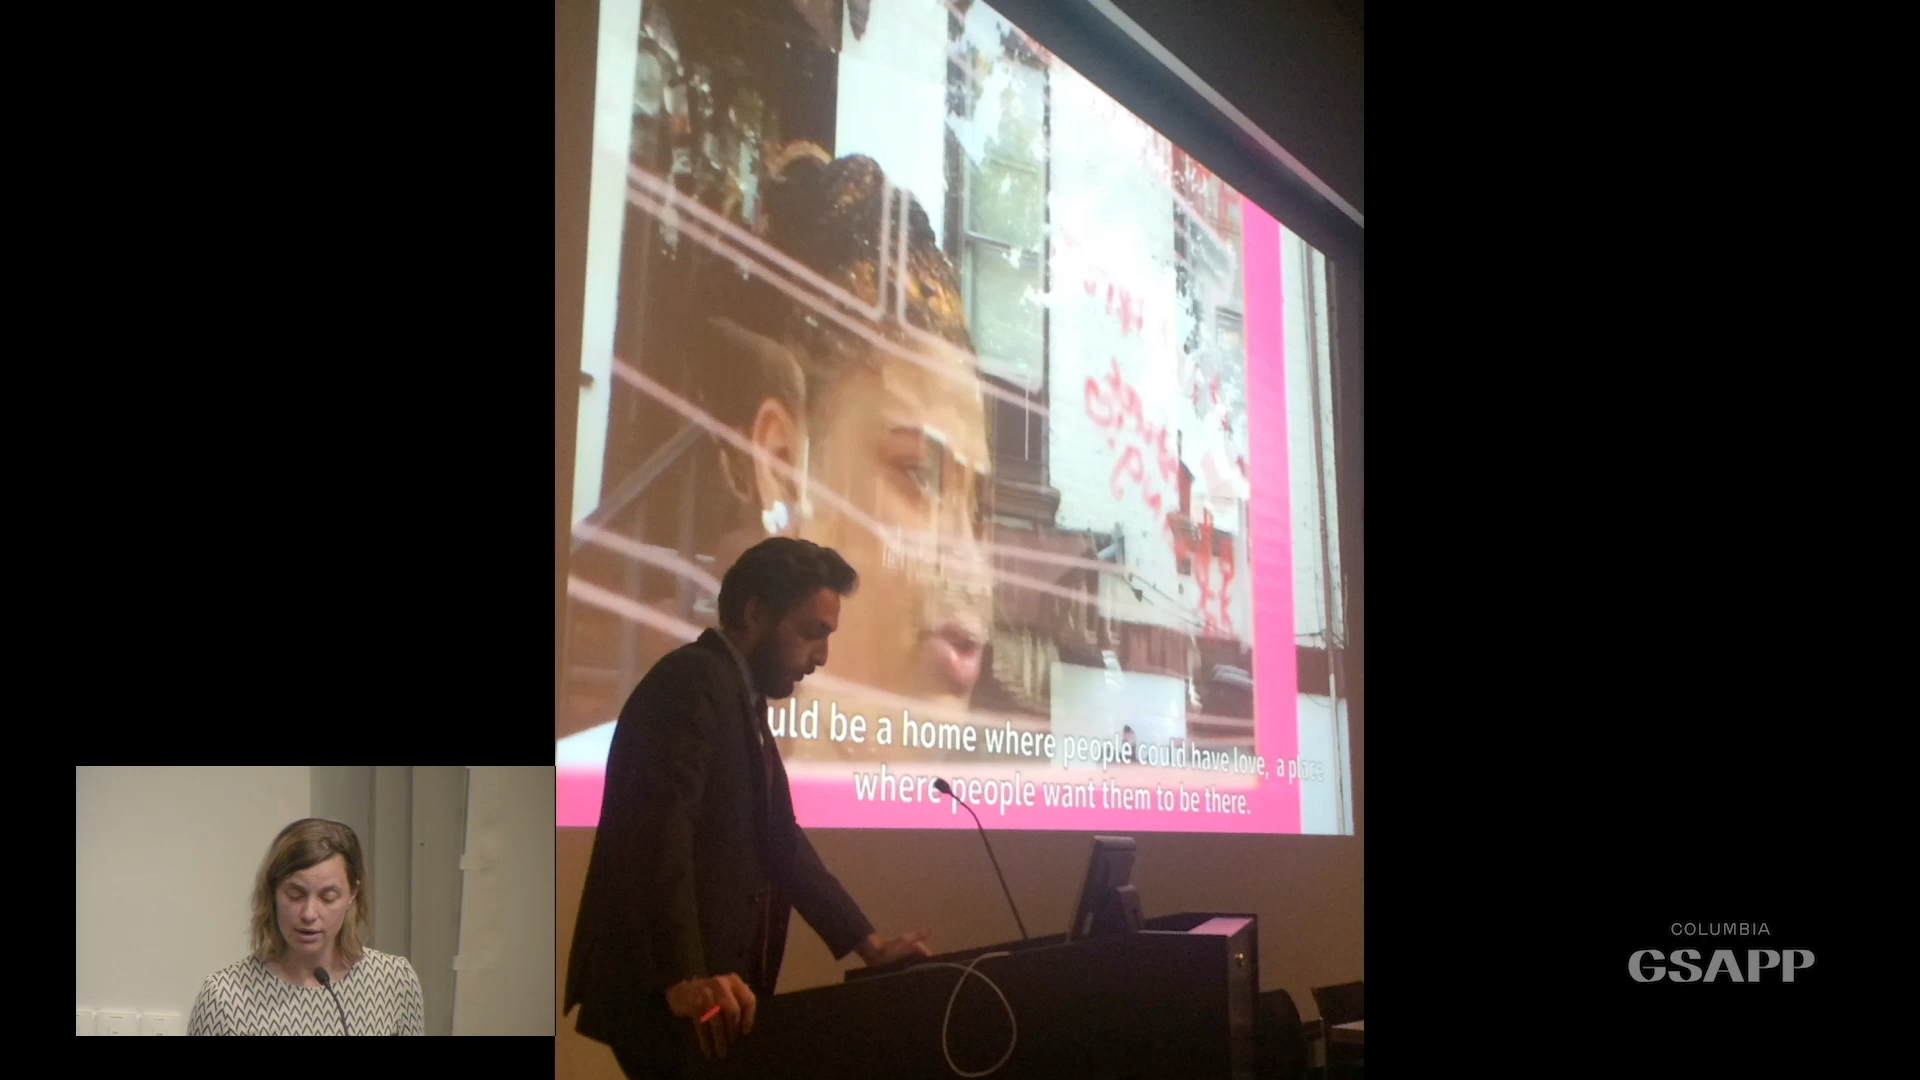 uld be a home where people could have love, a place
where people want them to be there.
COLUMBIA
GSAPP